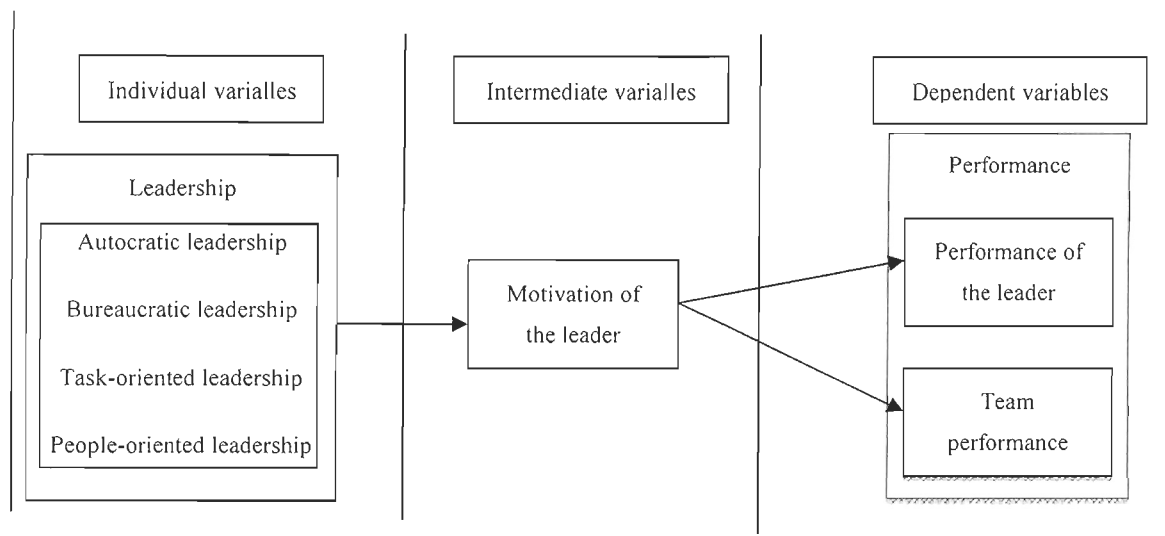 Individual varialles
Intermediate varialles
Dependent variables
Leadership
Autocratic leadership
Bureaucratic leadership
Task-oriented leadership
People-oriented leadership
Motivation of
the leader
Performance
Performance of
the leader
Team
performance